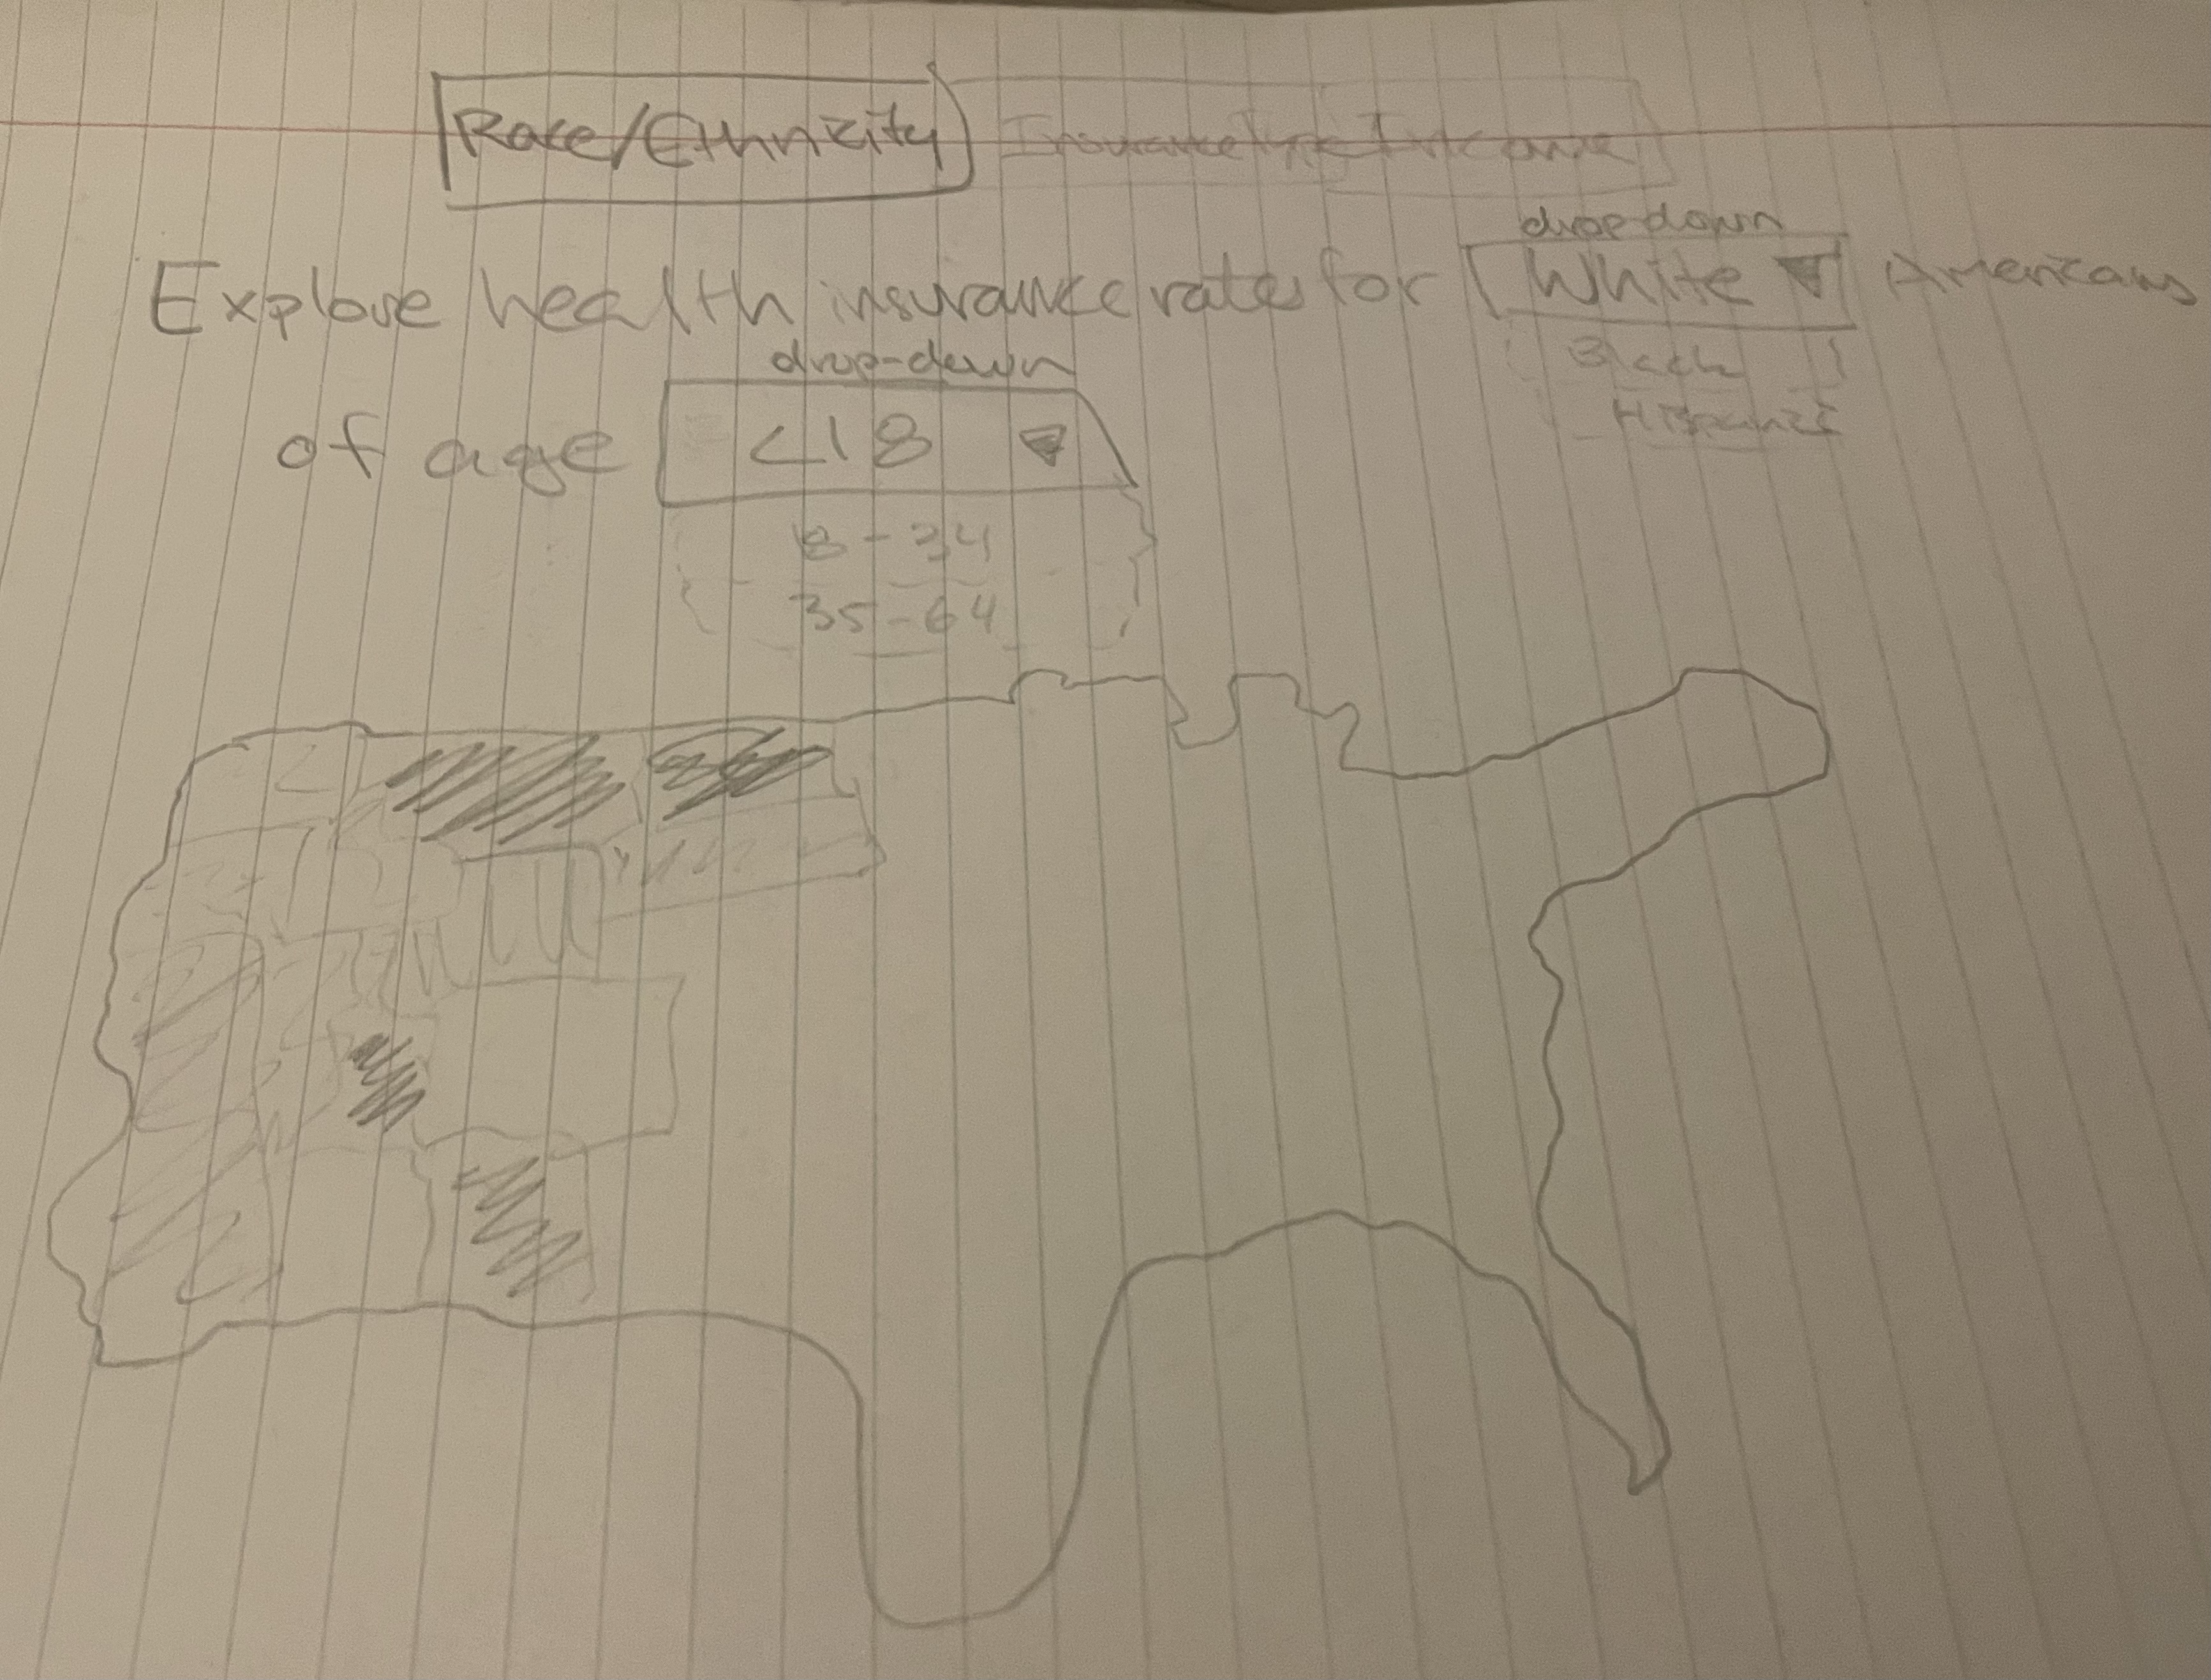 Race/Ethnicity Insurance Type Income
drop-down
Explore health insurance rates for White Americans
Black
Hispanic
drop-down
of age <18
18-34
35-64